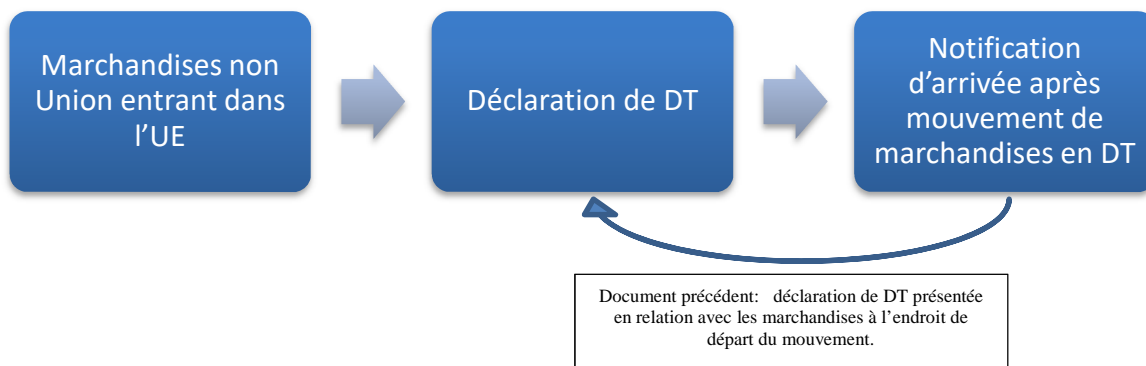 Marchandises non
Union entrant dans
l’UE
Déclaration de DT
Notification
d’arrivée après
mouvement de
marchandises en DT
Document précédent: déclaration de DT présentée
en relation avec les marchandises à l’endroit de
départ du mouvement.